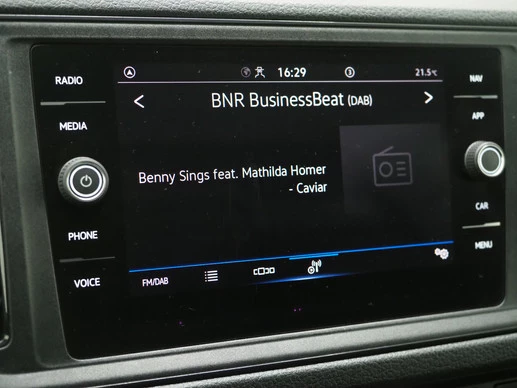 RADIO
MEDIA
PHONE
VOICE
16:29
3
21.5°C
BNR BusinessBeat (DAB)
Benny Sings feat. Mathilda Homer
- Caviar
FM/DAB
NAV
APP
CAR
MENU